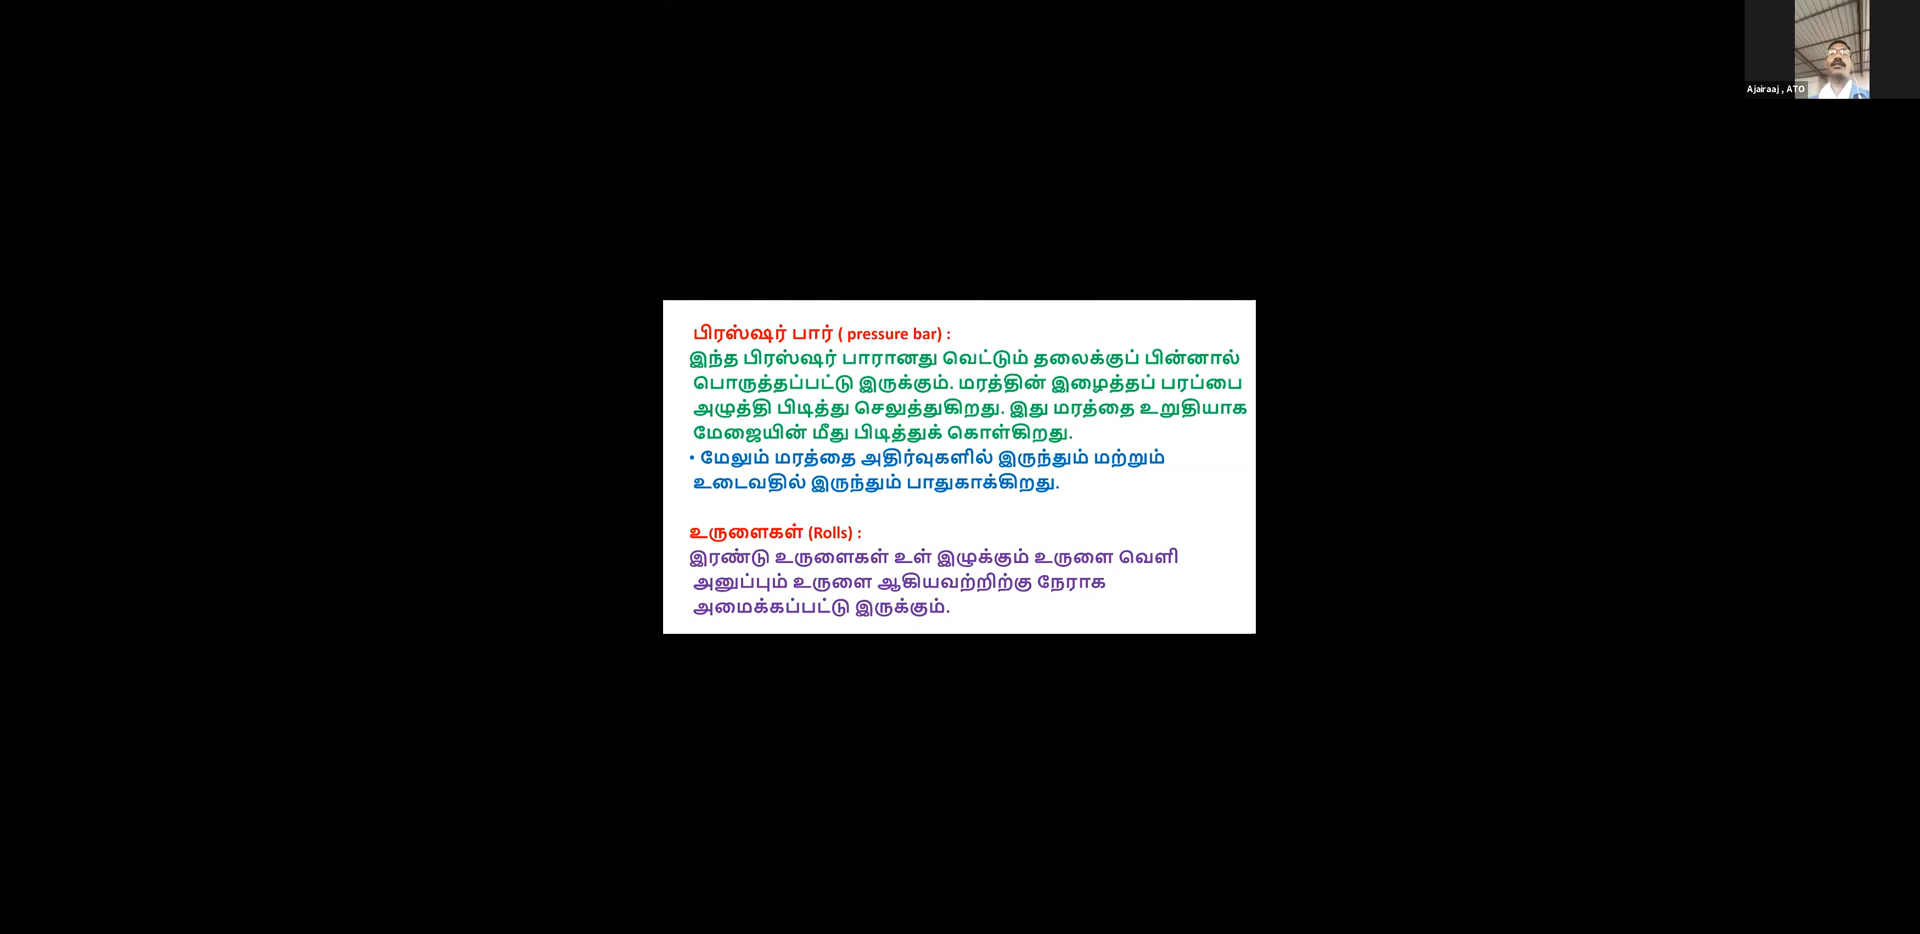 Ajairaaj , ATO
பிரஸ்ஷர் பார் ( pressure bar) :
இந்த பிரஸ்ஷர் பாரானது வெட்டும் தலைக்குப் பின்னால்
பொருத்தப்பட்டு இருக்கும். மரத்தின் இழைத்தப் பரப்பை
அழுத்தி பிடித்து செலுத்துகிறது. இது மரத்தை உறுதியாக
மேஜையின் மீது பிடித்துக் கொள்கிறது.
• மேலும் மரத்தை அதிர்வுகளில் இருந்தும் மற்றும்
உடைவதில் இருந்தும் பாதுகாக்கிறது.
உருளைகள் (Rolls) :
இரண்டு உருளைகள் உள் இழுக்கும் உருளை வெளி
அனுப்பும் உருளை ஆகியவற்றிற்கு நேராக
அமைக்கப்பட்டு இருக்கும்.